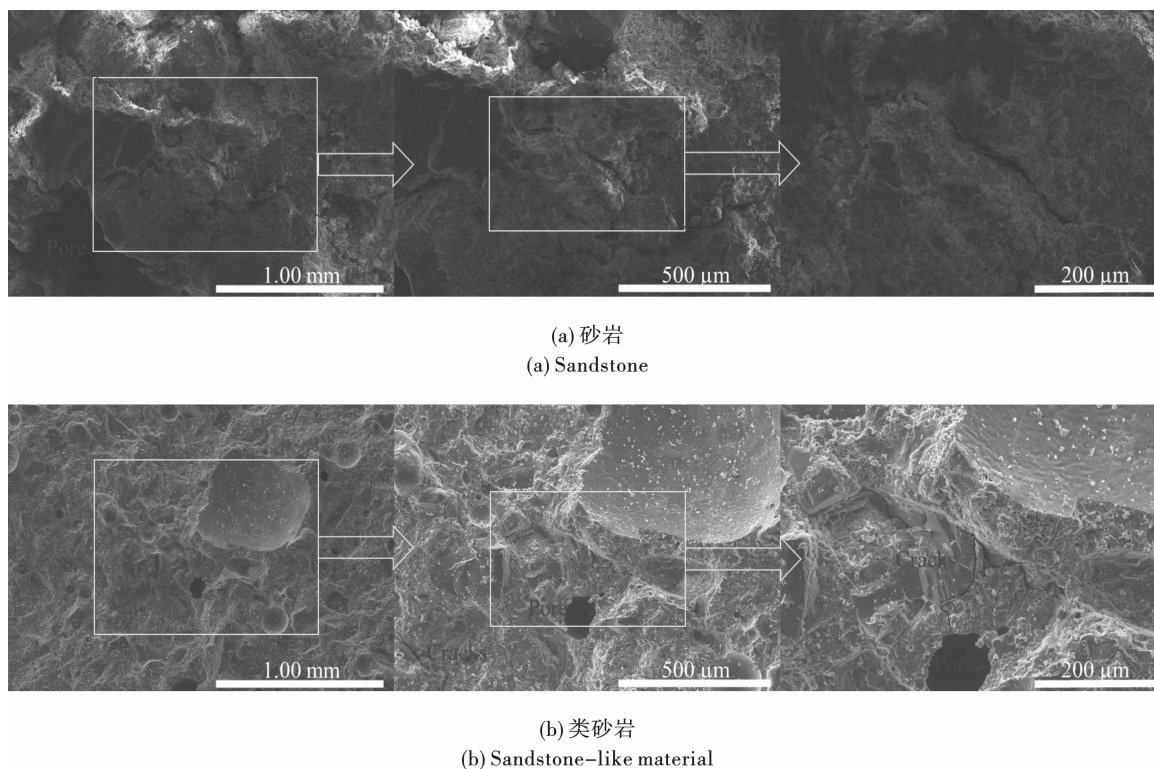 Pore
1.00 mm
500 μm
200 μm
(a) 砂岩
(a) Sandstone
Pore
Cracks
Cracks
Pore
1.00 mm
500 μm
200 μm
(b) 类砂岩
(b) Sandstone-like material